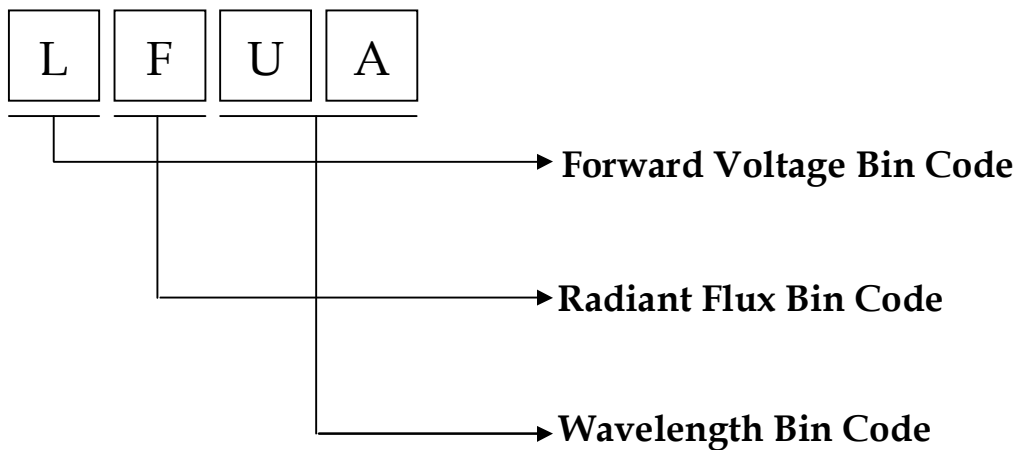 L F U A
Forward Voltage Bin Code
Radiant Flux Bin Code
Wavelength Bin Code